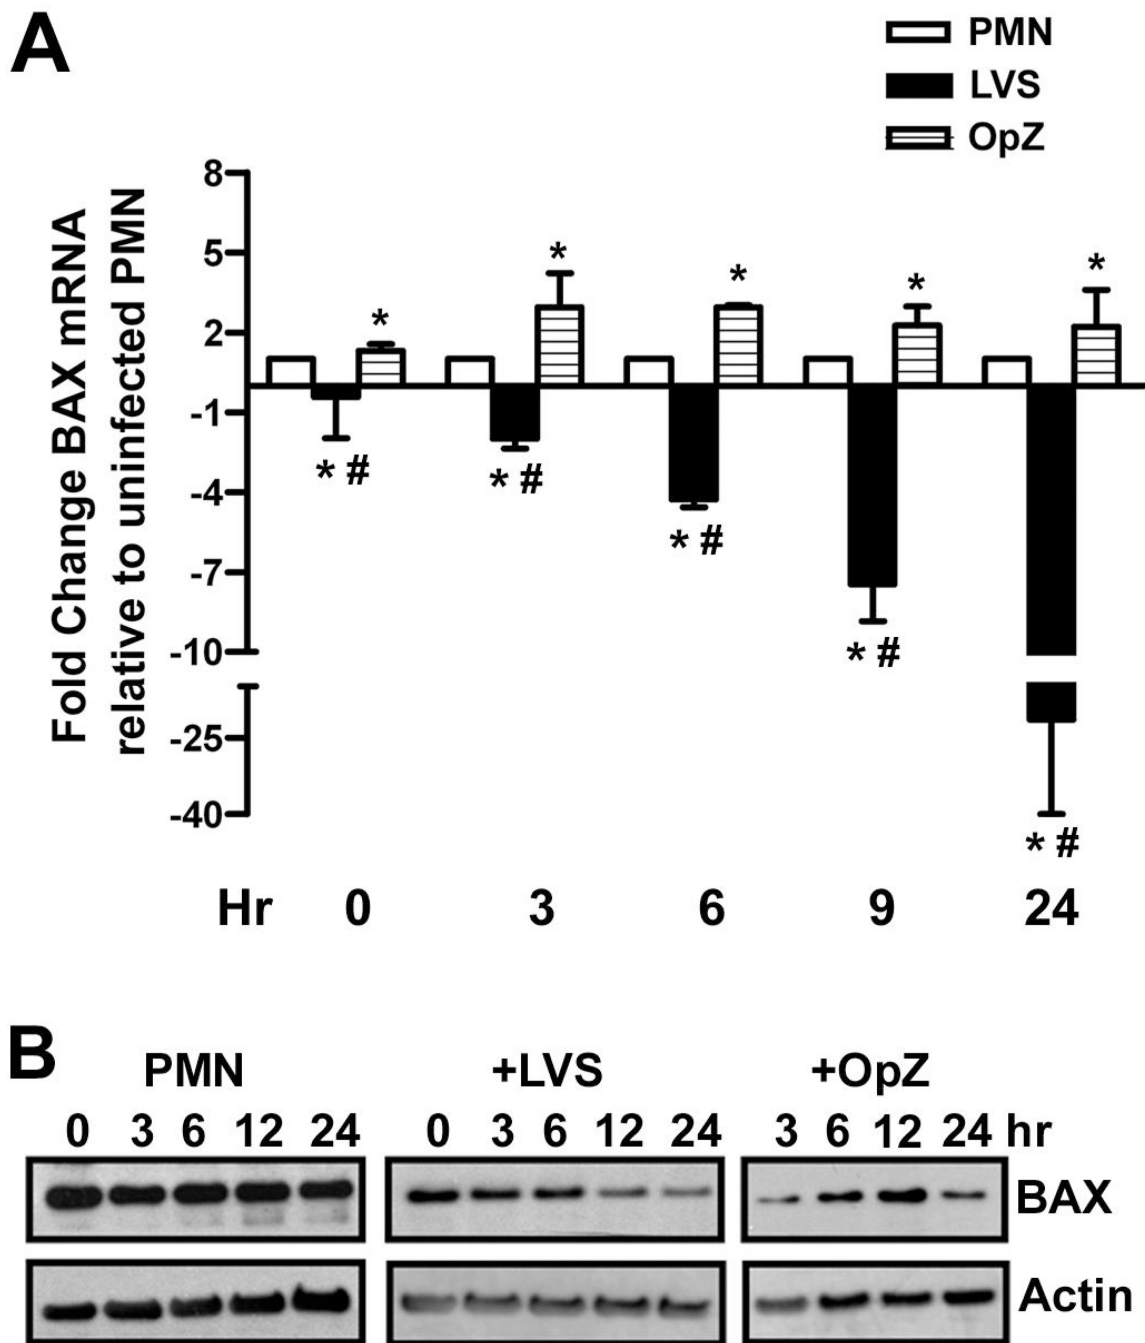 A
PMN
LVS
OpZ
Fold Change BAX mRNA
relative to uninfected PMN
8
5
2
-1
-4
-7
-10
-25
-40
*
*
*
*
*
* #
* #
* #
* #
* #
Hr 0 3 6 9 24
B
PMN +LVS +OpZ
0 3 6 12 24 0 3 6 12 24 3 6 12 24 hr
BAX
Actin